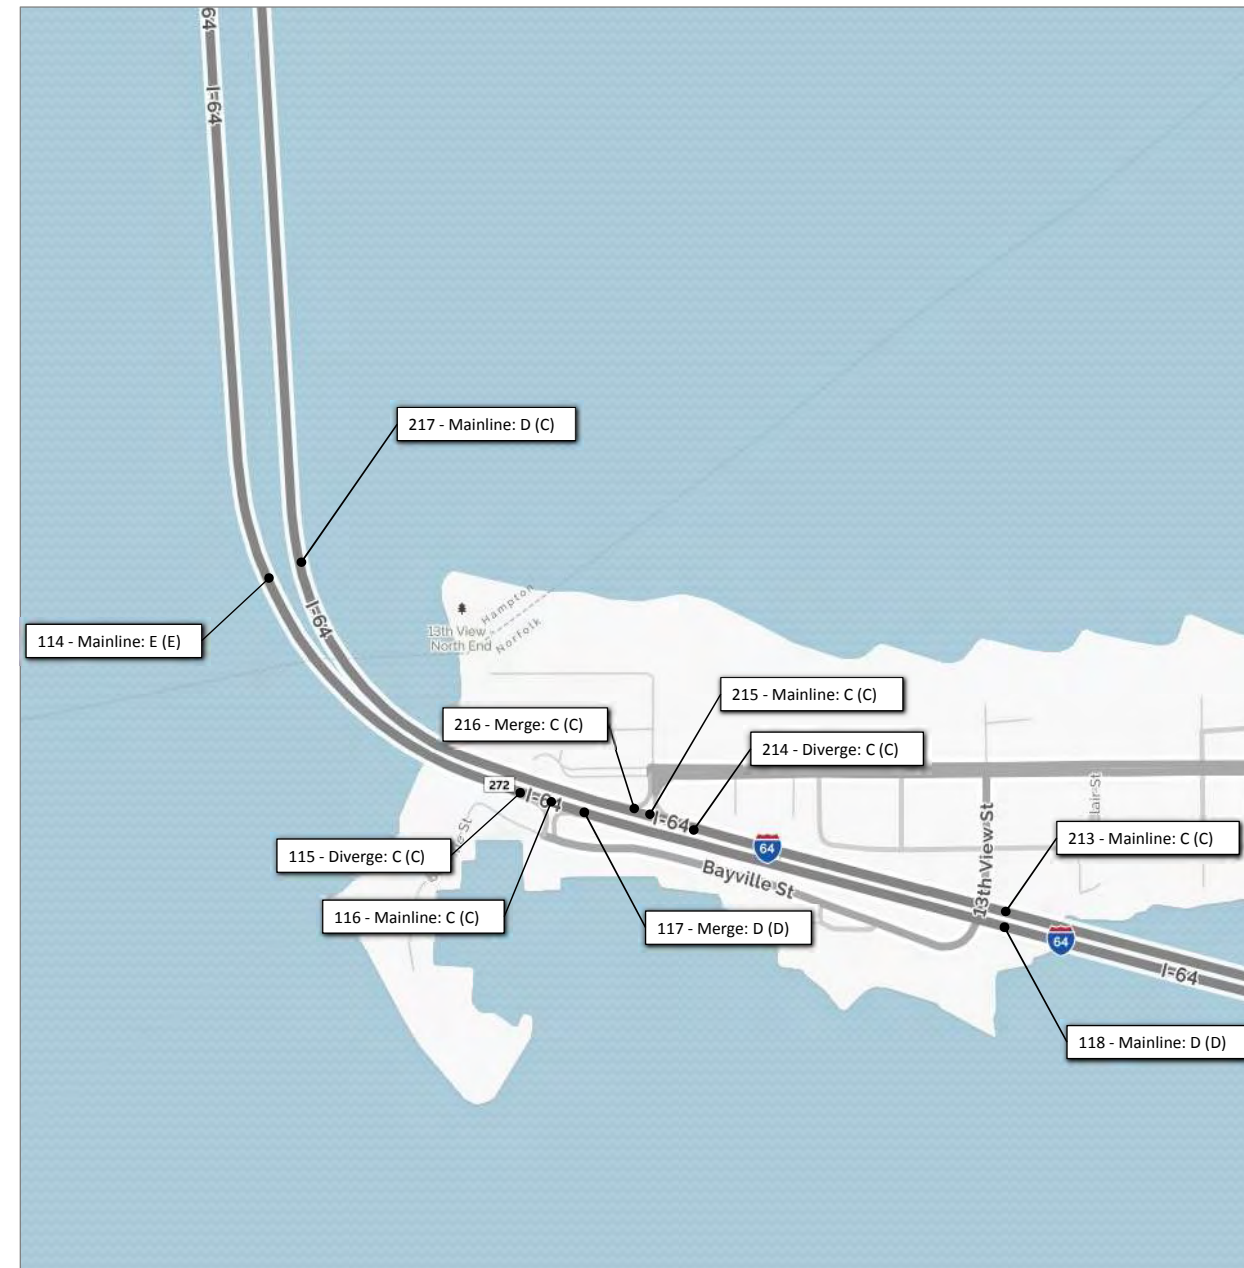 64
I-64
217 - Mainline: D (C)
I-64
Hampton
13th View
North End
Norfolk
114 - Mainline: E (E)
215 - Mainline: C (C)
216 - Merge: C (C)
214 - Diverge: C (C)
272
I-64
I-64
64
13th View St
213 - Mainline: C (C)
115 - Diverge: C (C)
Bayville St
116 - Mainline: C (C)
117 - Merge: D (D)
64
I-64
118 - Mainline: D (D)